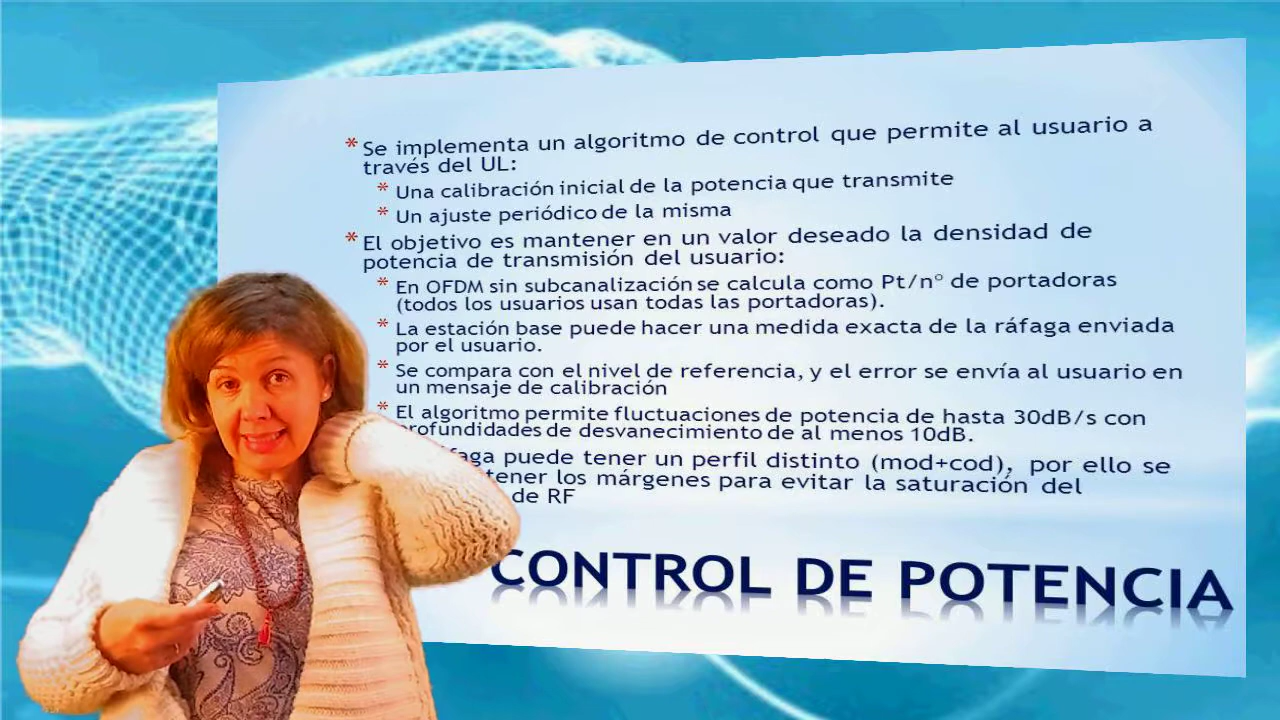 * Se implementa un algoritmo de control que permite al usuario a
través del UL:
* Una calibración inicial de la potencia que transmite
* Un ajuste periódico de la misma
* El objetivo es mantener en un valor deseado la densidad de
potencia de transmisión del usuario:
* En OFDM sin subcanalización se calcula como Pt/nº de portadoras
(todos los usuarios usan todas las portadoras).
* La estación base puede hacer una medida exacta de la ráfaga enviada
por el usuario.
* Se compara con el nivel de referencia, y el error se envía al usuario en
un mensaje de calibración
* El algoritmo permite fluctuaciones de potencia de hasta 30dB/s con
profundidades de desvanecimiento de al menos 10dB.
puede tener un perfil distinto (mod+cod), por ello se
los márgenes para evitar la saturación del
de RF
CONTROL DE POTENCIA